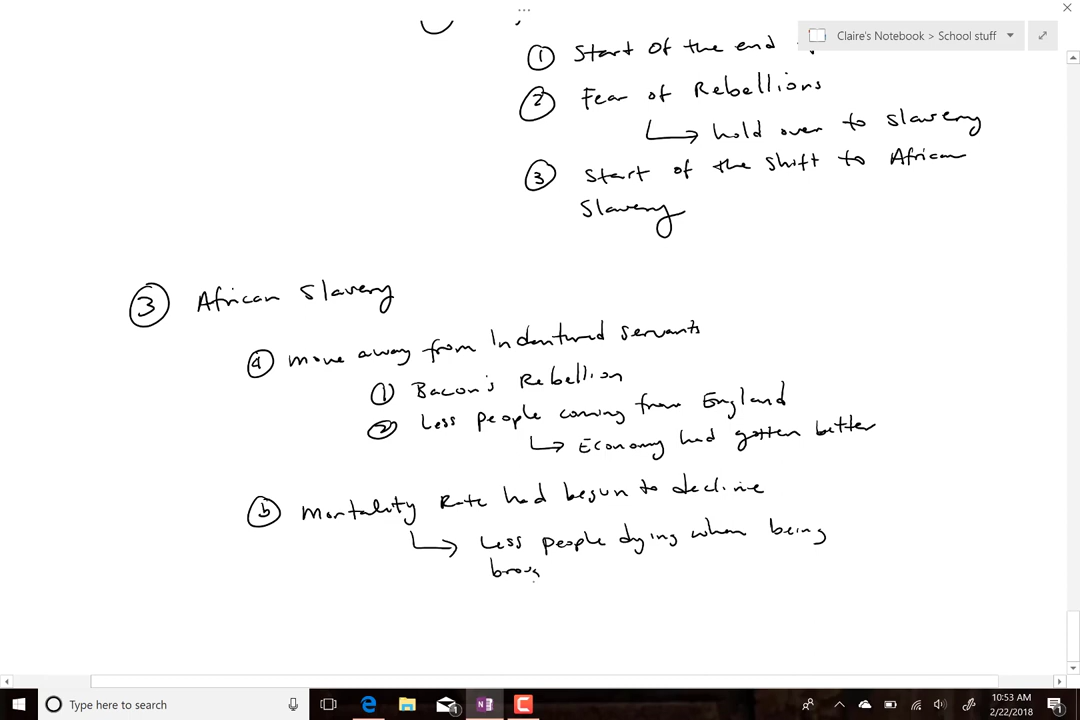 Claire's Notebook > School stuff
① Start of the end
② Fear of Rebellions
↳ hold over to slavery
③ Start of the shift to African
Slavery
③ African Slavery
ⓐ move away from Indentured servants
① Bacon's Rebellion
② Less people coming from England
↳ Economy had gotten better
ⓑ Mortality Rate had begun to decline
↳ Less people dying when being
brou
Type here to search
10:53 AM
2/22/2018